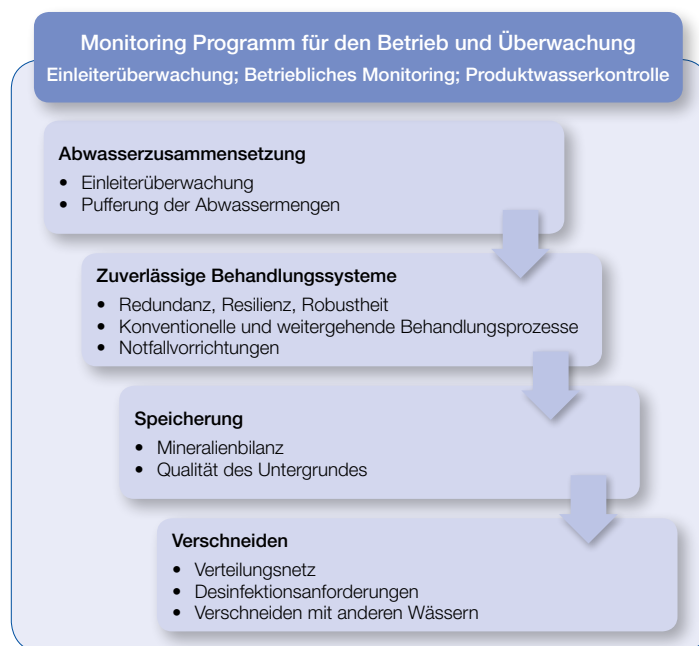 Monitoring Programm für den Betrieb und Überwachung
Einleiterüberwachung; Betriebliches Monitoring; Produktwasserkontrolle
Abwasserzusammensetzung
• Einleiterüberwachung
• Pufferung der Abwassermengen
Zuverlässige Behandlungssysteme
• Redundanz, Resilienz, Robustheit
• Konventionelle und weitergehende Behandlungsprozesse
• Notfallvorrichtungen
Speicherung
• Mineralienbilanz
• Qualität des Untergrundes
Verschneiden
• Verteilungsnetz
• Desinfektionsanforderungen
• Verschneiden mit anderen Wässern